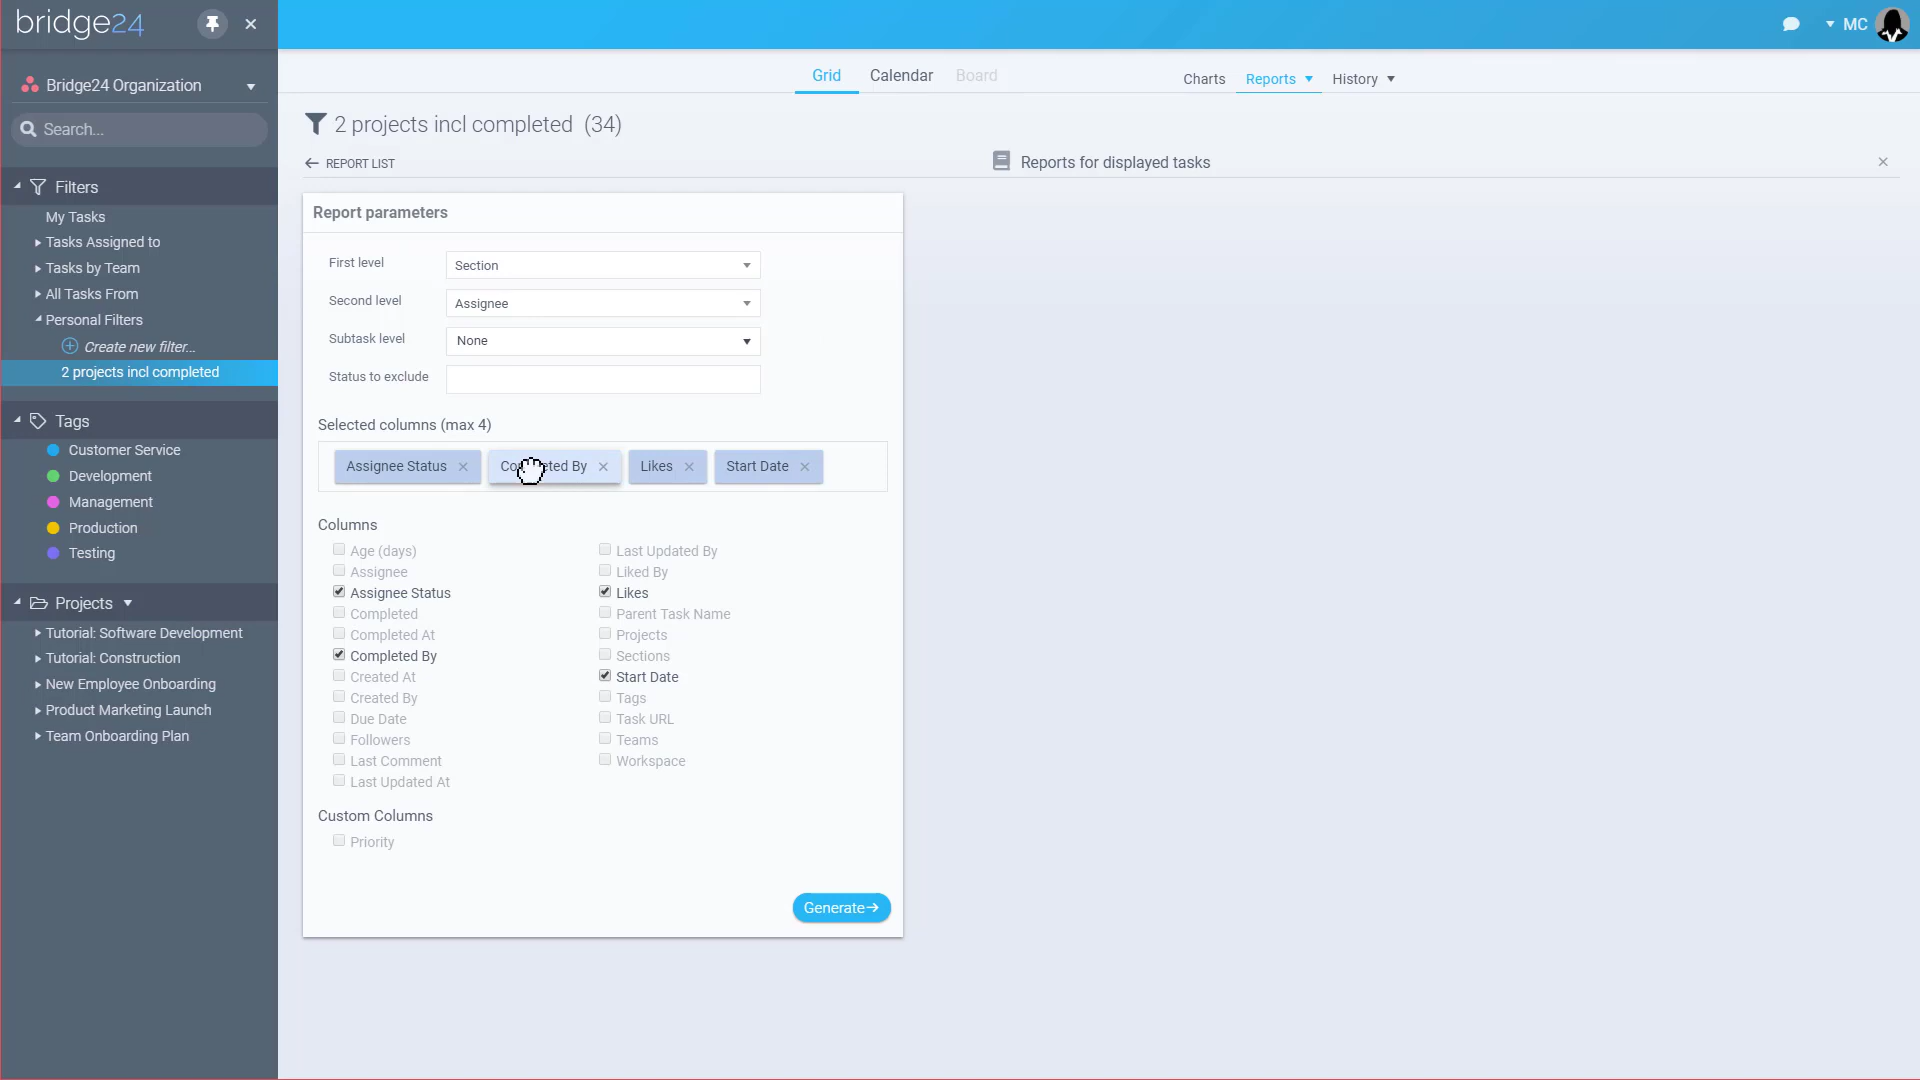 bridge24
MC
Bridge24 Organization
Search...
Grid
Calendar
Board
Charts
Reports
History
2 projects incl completed (34)
REPORT LIST
Reports for displayed tasks
Filters
My Tasks
Tasks Assigned to
Tasks by Team
All Tasks From
Personal Filters
Create new filter...
2 projects incl completed
Tags
Customer Service
Development
Management
Production
Testing
Projects
Tutorial: Software Development
Tutorial: Construction
New Employee Onboarding
Product Marketing Launch
Team Onboarding Plan
Report parameters
First level
Section
Second level
Assignee
Subtask level
None
Status to exclude
Selected columns (max 4)
Assignee Status
Completed By
Likes
Start Date
Columns
Age (days)
Assignee
Assignee Status
Completed
Completed At
Completed By
Created At
Created By
Due Date
Followers
Last Comment
Last Updated At
Last Updated By
Liked By
Likes
Parent Task Name
Projects
Sections
Start Date
Tags
Task URL
Teams
Workspace
Custom Columns
Priority
Generate